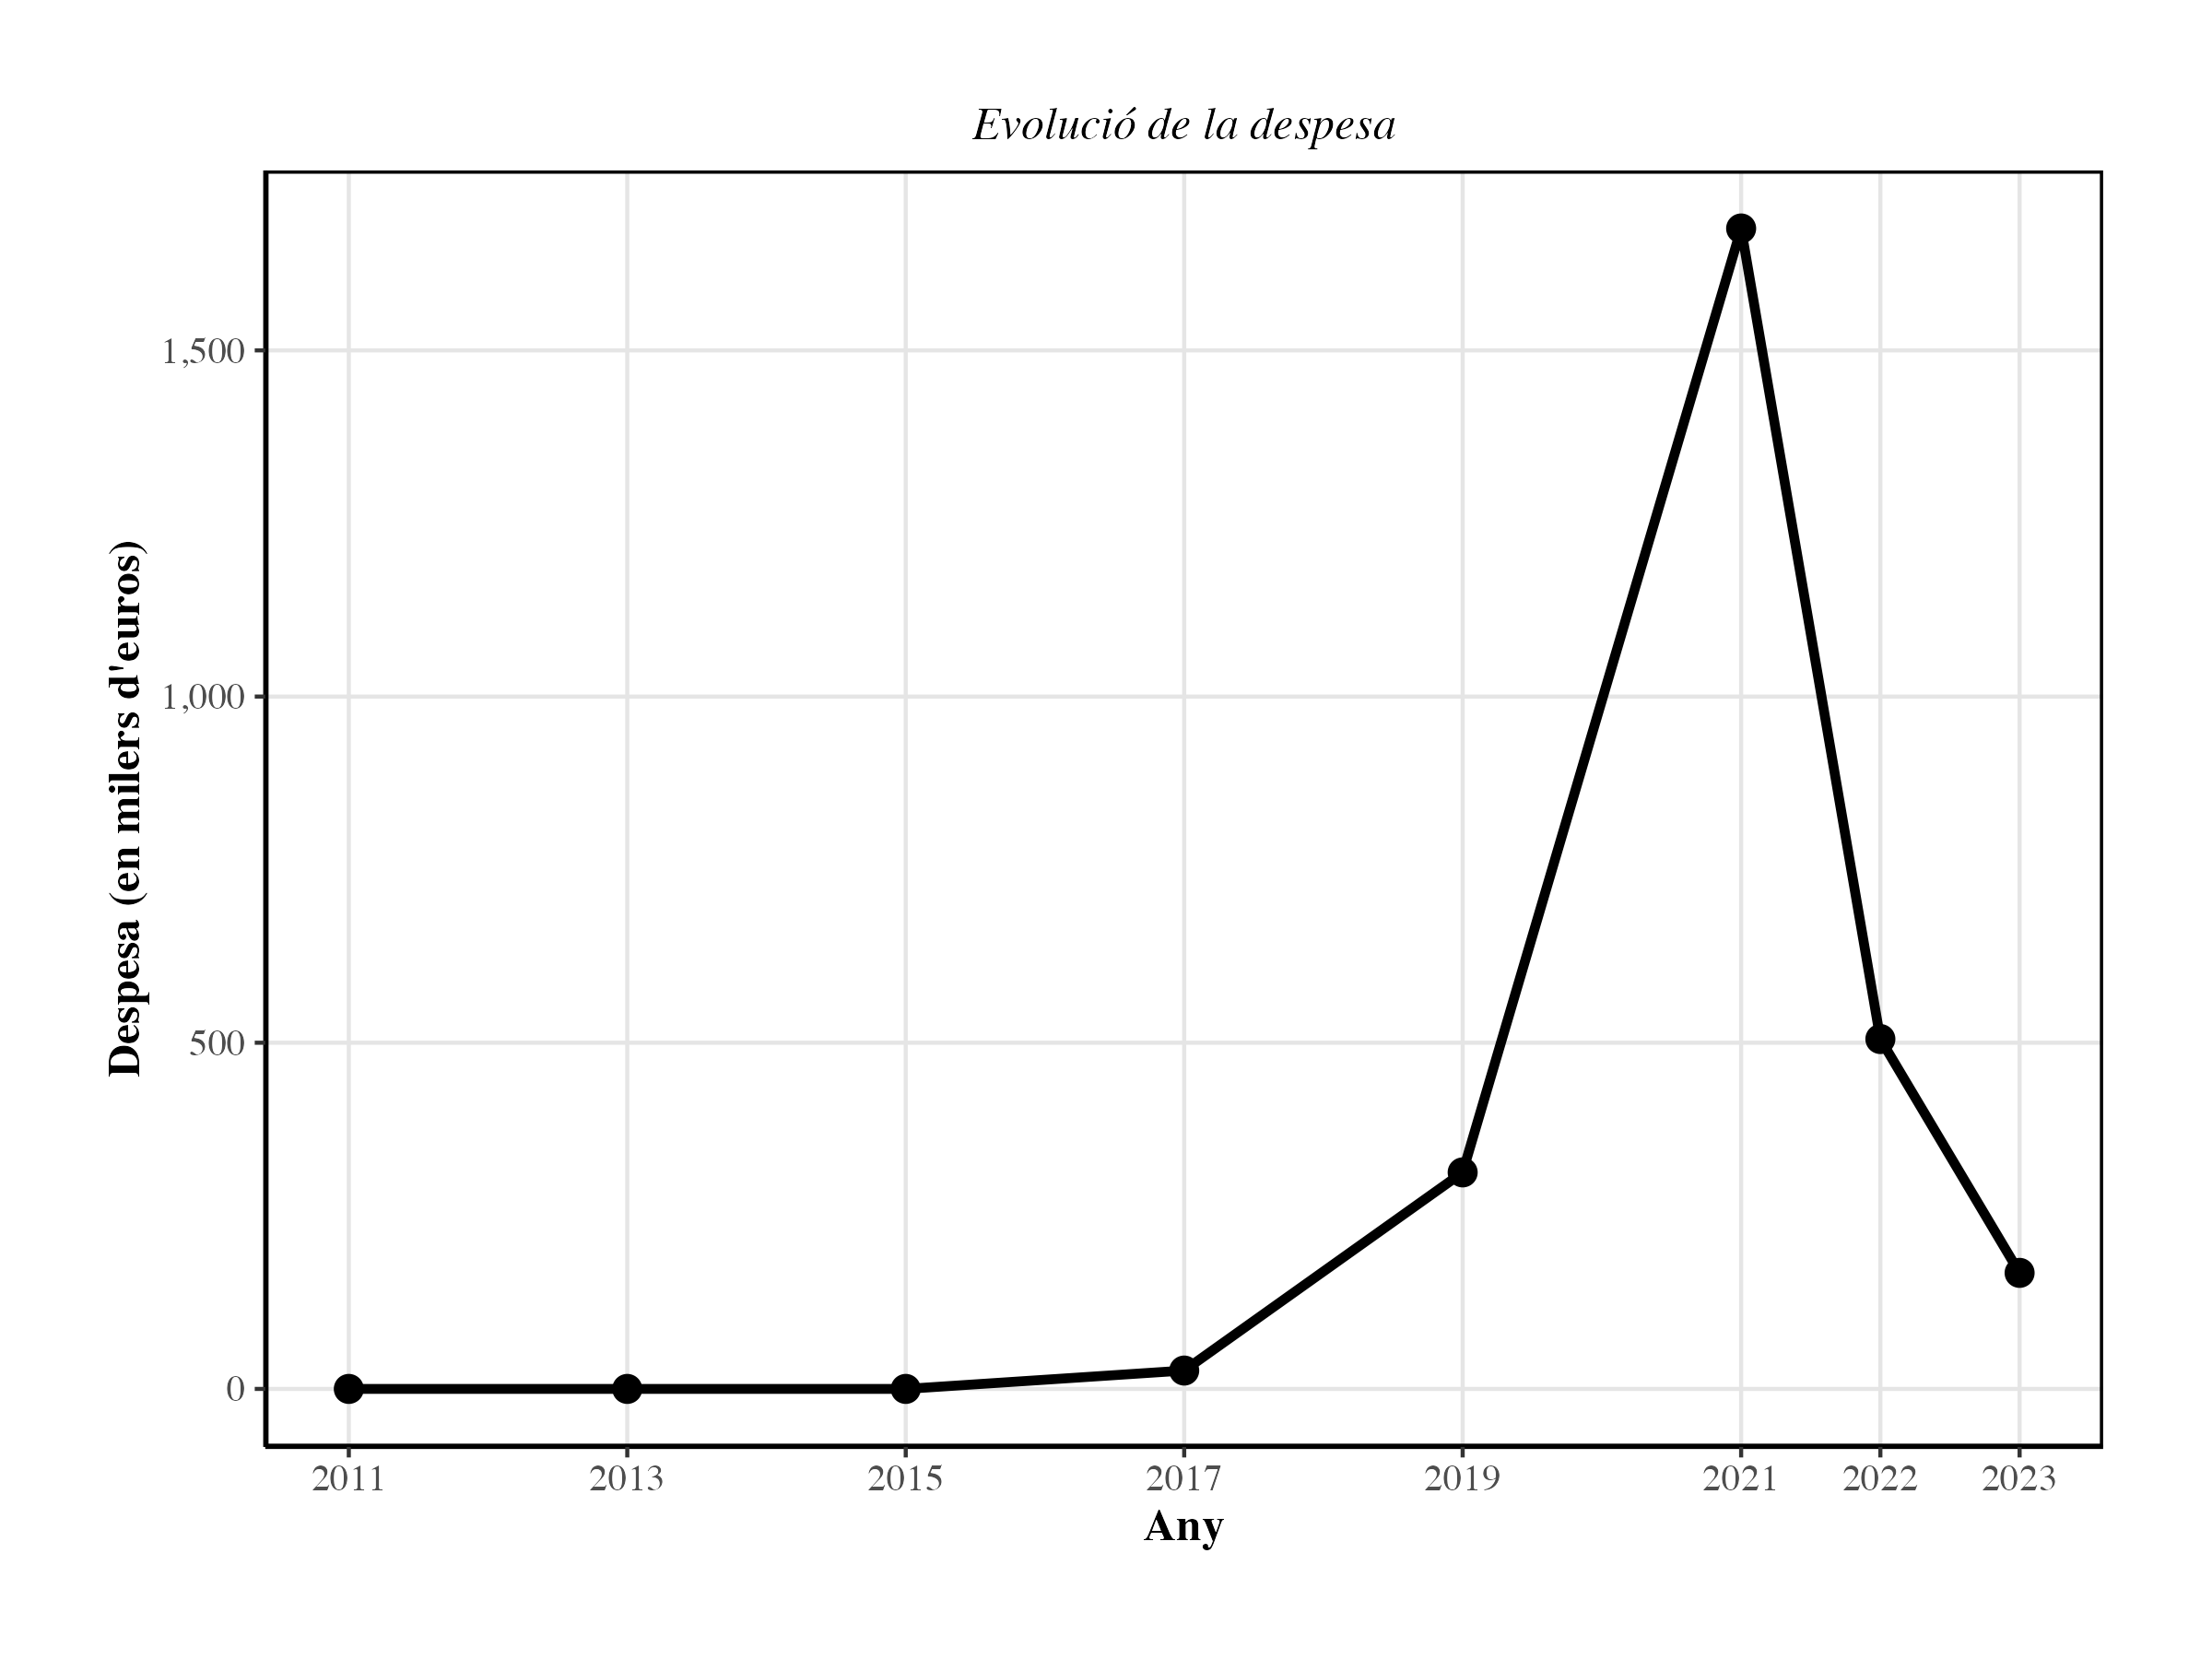 Evolució de la despesa
Despesa (en milers d'euros)
1,500
1,000
500
0
2011 2013 2015 2017 2019 2021 2022 2023
Any